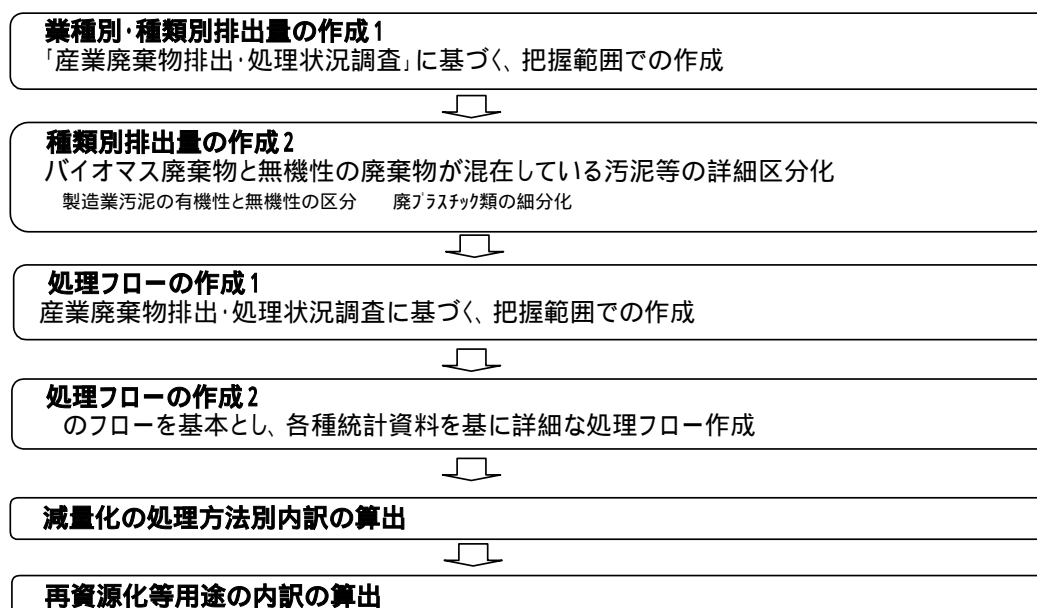 業種別・種類別排出量の作成1
「産業廃棄物排出・処理状況調査」に基づく、把握範囲での作成
種類別排出量の作成2
バイオマス廃棄物と無機性の廃棄物が混在している汚泥等の詳細区分化
製造業汚泥の有機性と無機性の区分　廃ﾌﾟﾗｽﾁｯｸ類の細分化
処理フローの作成1
産業廃棄物排出・処理状況調査に基づく、把握範囲での作成
処理フローの作成2
のフローを基本とし、各種統計資料を基に詳細な処理フロー作成
減量化の処理方法別内訳の算出
再資源化等用途の内訳の算出